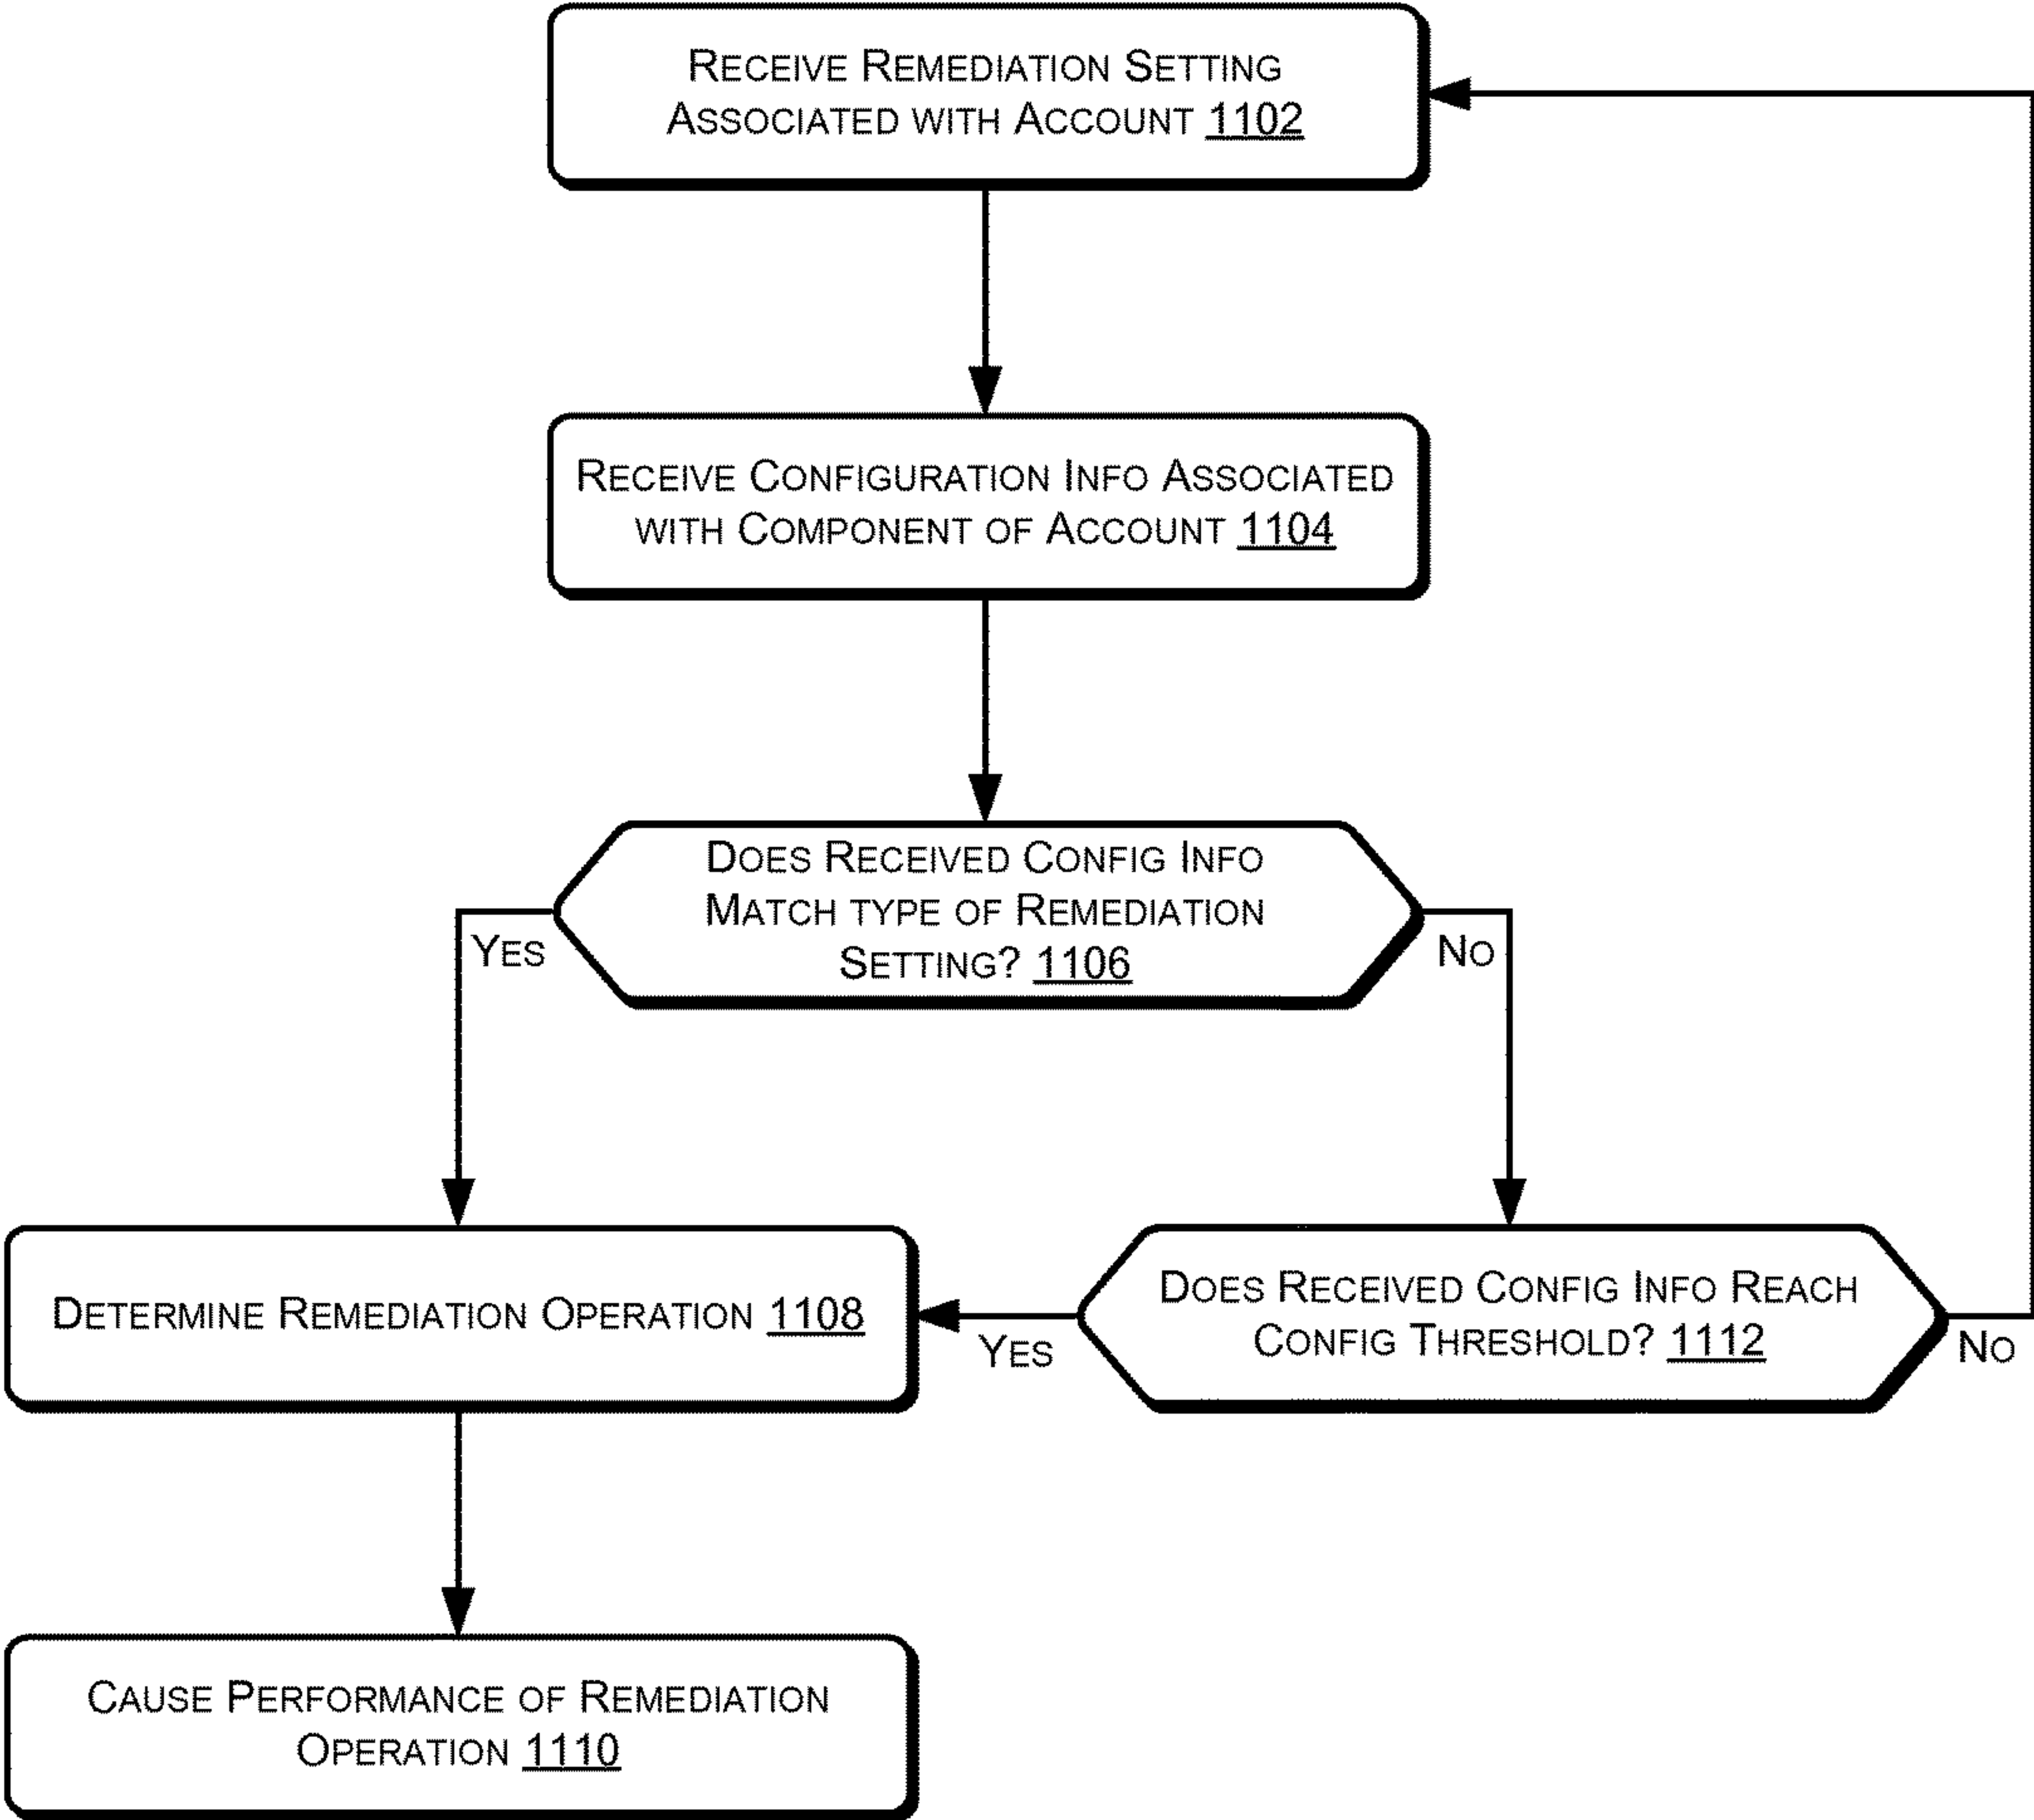 RECEIVE REMEDIATION SETTING
ASSOCIATED WITH ACCOUNT 1102
RECEIVE CONFIGURATION INFO ASSOCIATED
WITH COMPONENT OF ACCOUNT 1104
DOES RECEIVED CONFIG INFO
MATCH TYPE OF REMEDIATION
SETTING? 1106
YES
NO
DETERMINE REMEDIATION OPERATION 1108
YES
DOES RECEIVED CONFIG INFO REACH
CONFIG THRESHOLD? 1112
NO
CAUSE PERFORMANCE OF REMEDIATION
OPERATION 1110